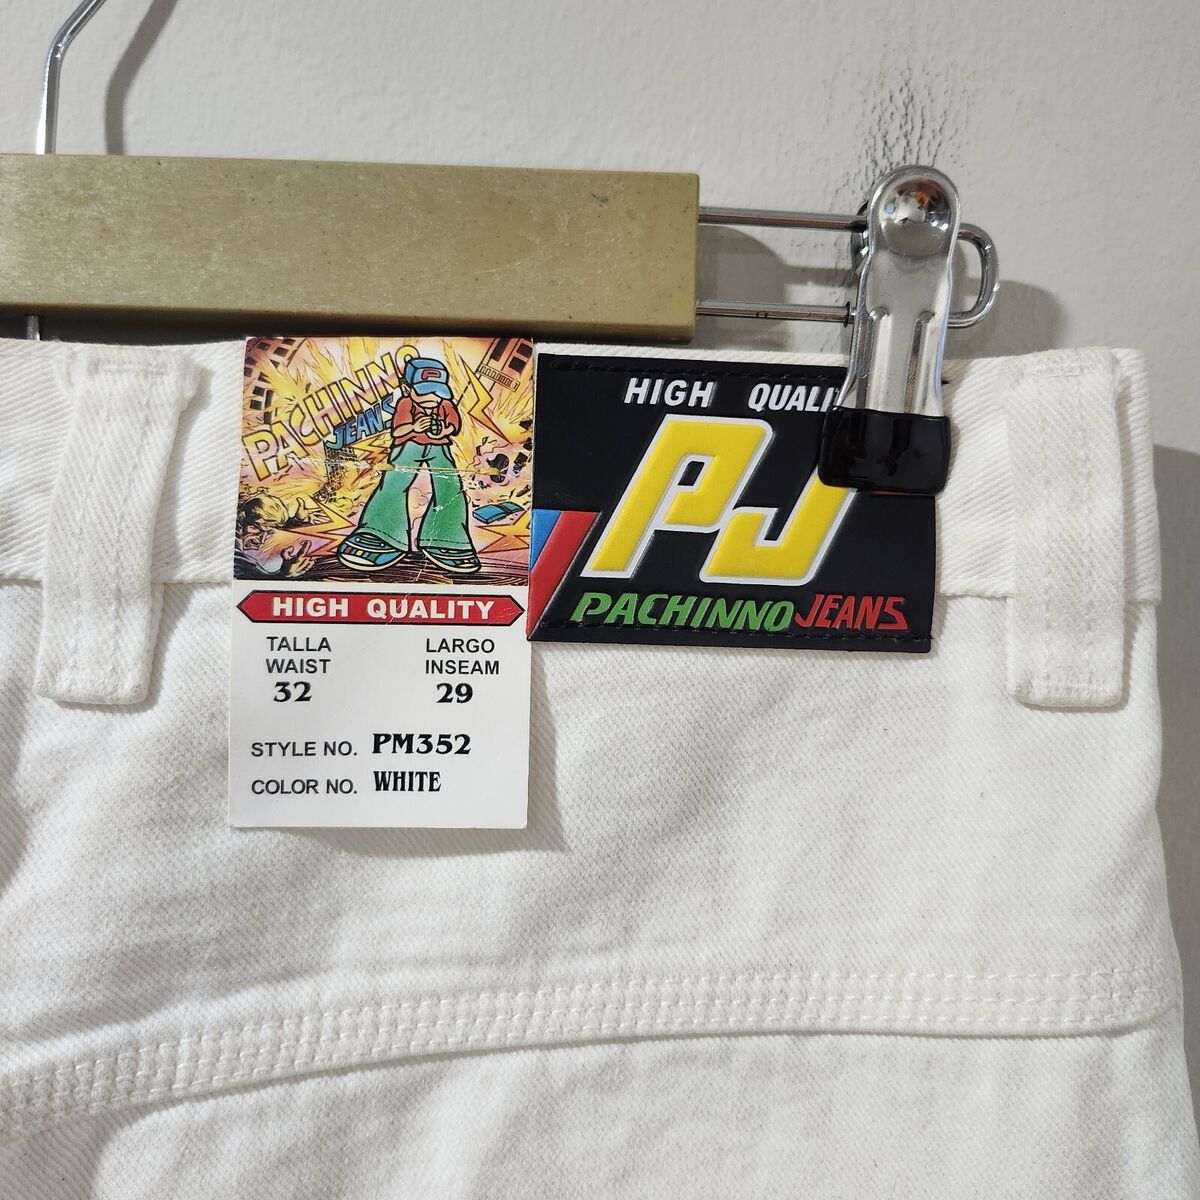 PACHINNO
JEANS
HIGH QUALITY
TALLA
WAIST
32
LARGO
INSEAM
29
STYLE NO. PM352
COLOR NO. WHITE
HIGH
PJ
PACHINNO JEANS